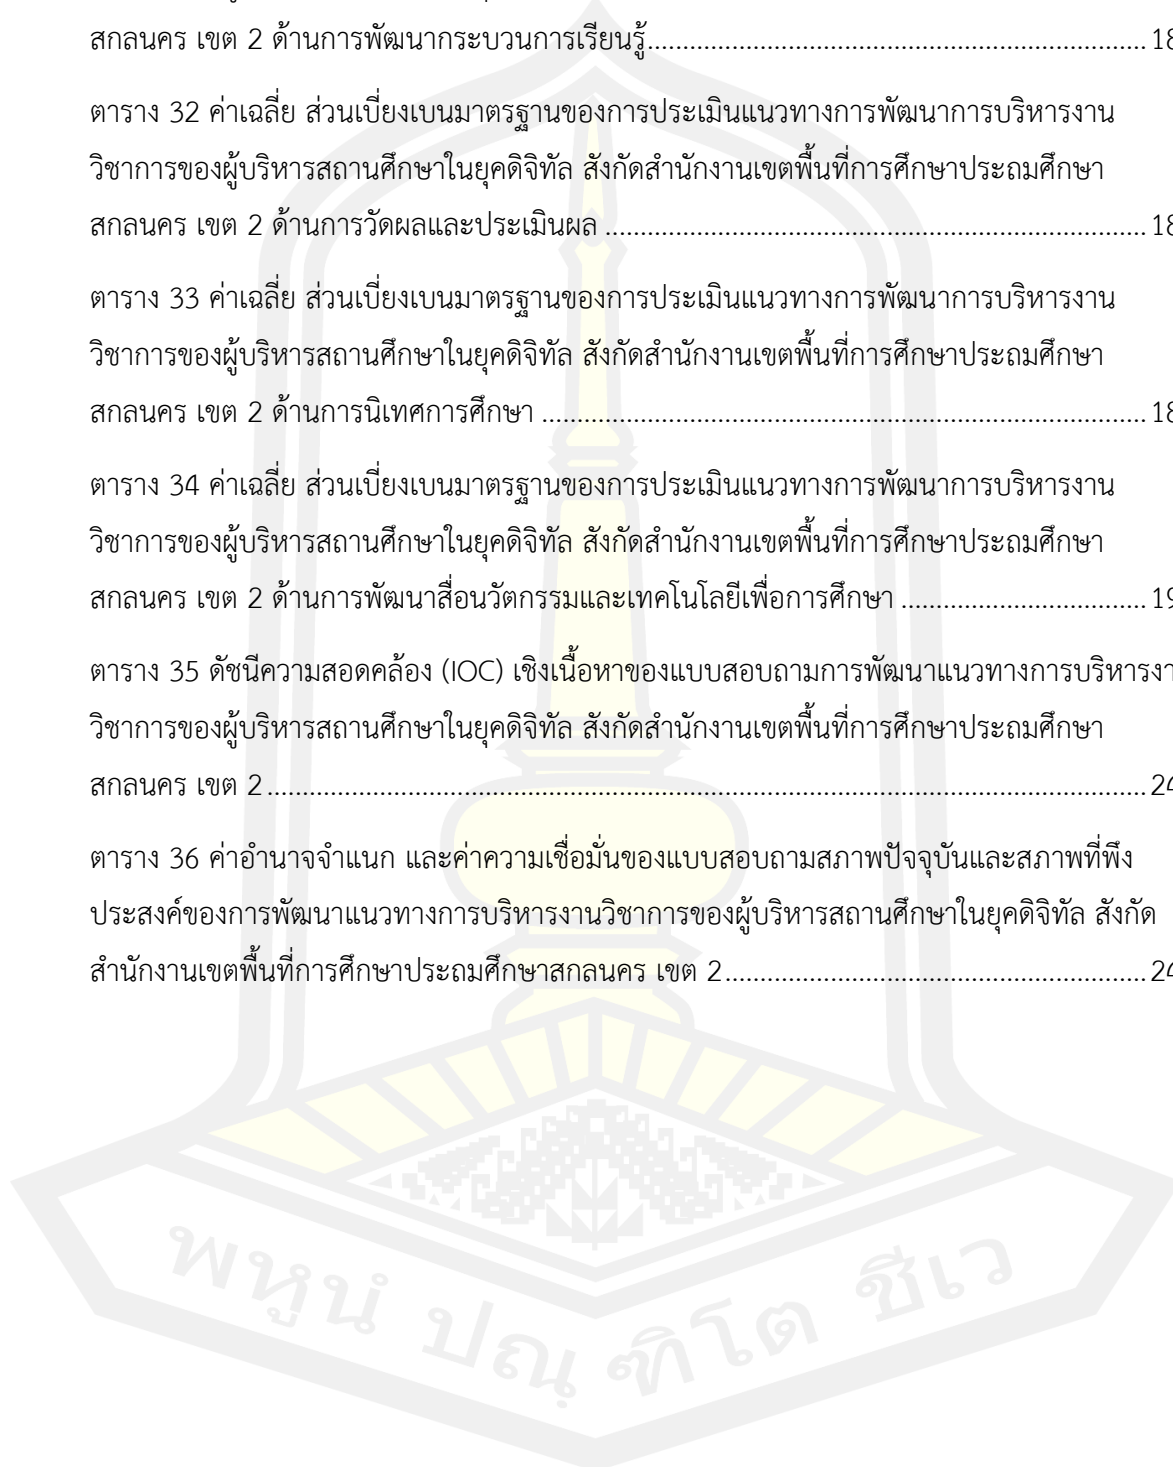 สกลนคร เขต 2 ด้านการพัฒนากระบวนการเรียนรู้.......................................................................................... 18
ตาราง 32 ค่าเฉลี่ย ส่วนเบี่ยงเบนมาตรฐานของการประเมินแนวทางการพัฒนาการบริหารงาน
วิชาการของผู้บริหารสถานศึกษาในยุคดิจิทัล สังกัดสำนักงานเขตพื้นที่การศึกษาประถมศึกษา
สกลนคร เขต 2 ด้านการวัดผลและประเมินผล .................................................................................................. 18
ตาราง 33 ค่าเฉลี่ย ส่วนเบี่ยงเบนมาตรฐานของการประเมินแนวทางการพัฒนาการบริหารงาน
วิชาการของผู้บริหารสถานศึกษาในยุคดิจิทัล สังกัดสำนักงานเขตพื้นที่การศึกษาประถมศึกษา
สกลนคร เขต 2 ด้านการนิเทศการศึกษา ............................................................................................................. 18
ตาราง 34 ค่าเฉลี่ย ส่วนเบี่ยงเบนมาตรฐานของการประเมินแนวทางการพัฒนาการบริหารงาน
วิชาการของผู้บริหารสถานศึกษาในยุคดิจิทัล สังกัดสำนักงานเขตพื้นที่การศึกษาประถมศึกษา
สกลนคร เขต 2 ด้านการพัฒนาสื่อนวัตกรรมและเทคโนโลยีเพื่อการศึกษา ............................................ 19
ตาราง 35 ดัชนีความสอดคล้อง (IOC) เชิงเนื้อหาของแบบสอบถามการพัฒนาแนวทางการบริหารงา
วิชาการของผู้บริหารสถานศึกษาในยุคดิจิทัล สังกัดสำนักงานเขตพื้นที่การศึกษาประถมศึกษา
สกลนคร เขต 2 ................................................................................................................................................ 24
ตาราง 36 ค่าอำนาจจำแนก และค่าความเชื่อมั่นของแบบสอบถามสภาพปัจจุบันและสภาพที่พึง
ประสงค์ของการพัฒนาแนวทางการบริหารงานวิชาการของผู้บริหารสถานศึกษาในยุคดิจิทัล สังกัด
สำนักงานเขตพื้นที่การศึกษาประถมศึกษาสกลนคร เขต 2 ............................................................................ 24
พหูนํ ปณฺฑิโต ชีเว